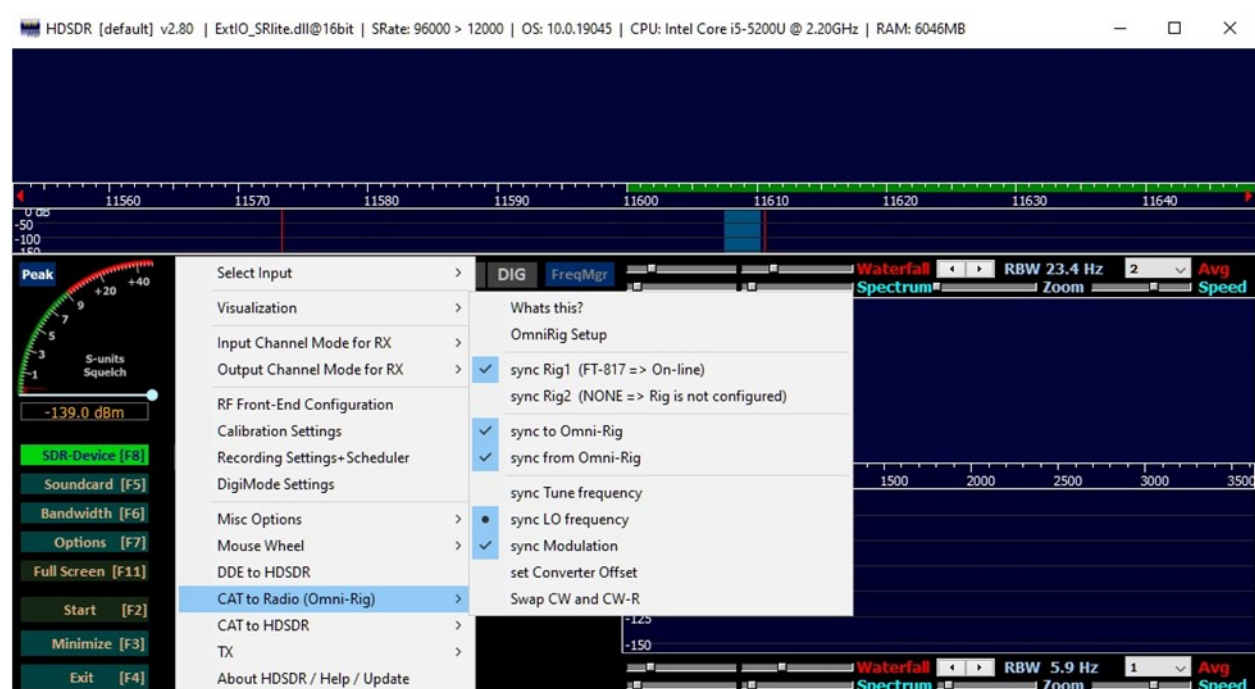 HDSDR [default] v2.80 | ExtIO_SRlite.dll@16bit | SRate: 96000 > 12000 | OS: 10.0.19045 | CPU: Intel Core i5-5200U @ 2.20GHz | RAM: 6046MB
11560 11570 11580 11590 11600 11610 11620 11630 11640
0 dB
-50
-100
-150
Peak
1 3 5 7 9 +20 +40
S-units
Squelch
-139.0 dBm
SDR-Device [F8]
Soundcard [F5]
Bandwidth [F6]
Options [F7]
Full Screen [F11]
Start [F2]
Minimize [F3]
Exit [F4]
Select Input
Visualization
Input Channel Mode for RX
Output Channel Mode for RX
RF Front-End Configuration
Calibration Settings
Recording Settings+Scheduler
DigiMode Settings
Misc Options
Mouse Wheel
DDE to HDSDR
CAT to Radio (Omni-Rig)
CAT to HDSDR
TX
About HDSDR / Help / Update
DIG FreqMgr
Waterfall RBW 23.4 Hz 2 Avg
Spectrum Zoom Speed
Whats this?
OmniRig Setup
sync Rig1 (FT-817 => On-line)
sync Rig2 (NONE => Rig is not configured)
sync to Omni-Rig
sync from Omni-Rig
sync Tune frequency
sync LO frequency
sync Modulation
set Converter Offset
Swap CW and CW-R
1500 2000 2500 3000 3500
-125
-150
Waterfall RBW 5.9 Hz 1 Avg
Spectrum Zoom Speed